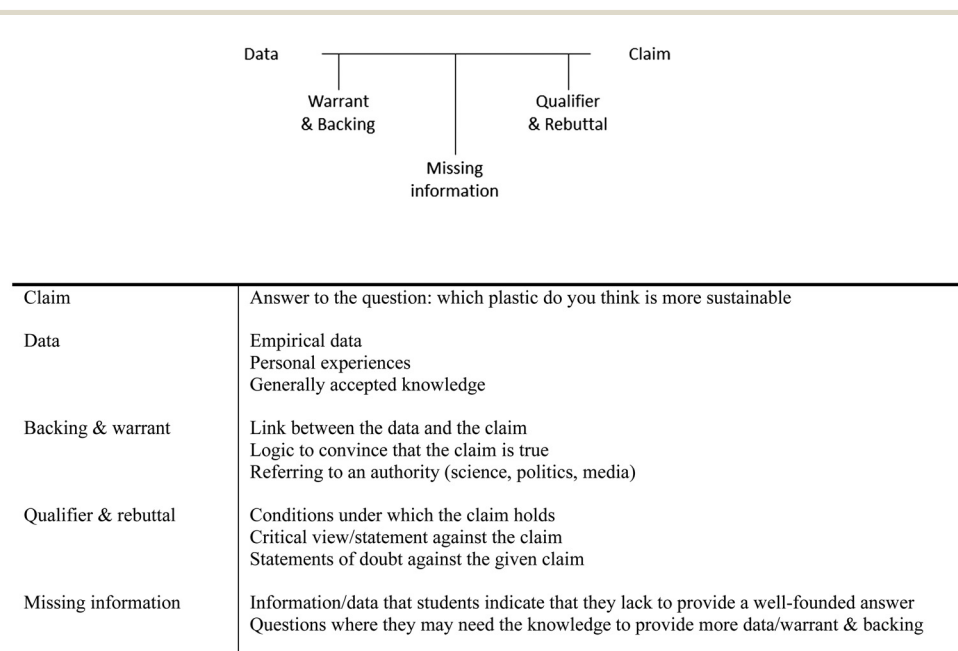 Data
Claim
Warrant
& Backing
Qualifier
& Rebuttal
Missing
information
Claim
Answer to the question: which plastic do you think is more sustainable
Data
Empirical data
Personal experiences
Generally accepted knowledge
Backing & warrant
Link between the data and the claim
Logic to convince that the claim is true
Referring to an authority (science, politics, media)
Qualifier & rebuttal
Conditions under which the claim holds
Critical view/statement against the claim
Statements of doubt against the given claim
Missing information
Information/data that students indicate that they lack to provide a well-founded answer
Questions where they may need the knowledge to provide more data/warrant & backing